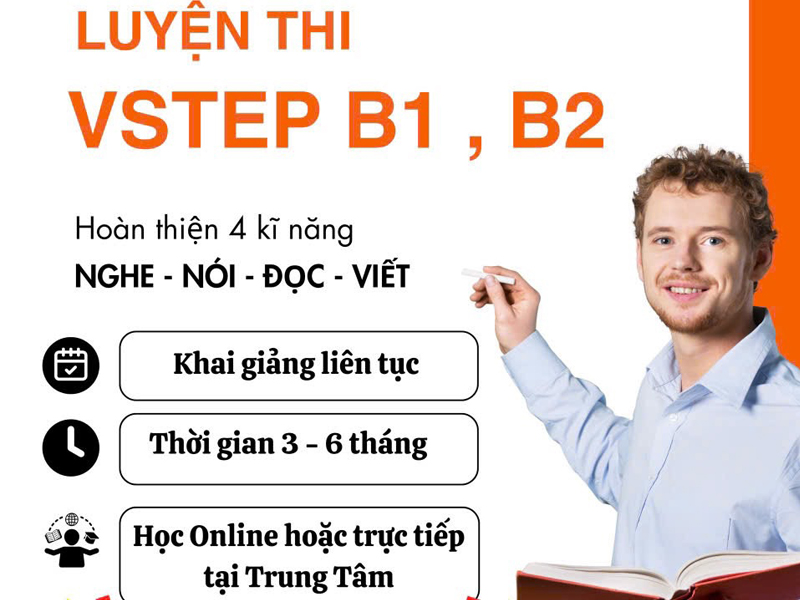 LUYỆN THI
VSTEP B1 , B2
Hoàn thiện 4 kĩ năng
NGHE - NÓI - ĐỌC - VIẾT
Khai giảng liên tục
Thời gian 3 - 6 tháng
Học Online hoặc trực tiếp
tại Trung Tâm